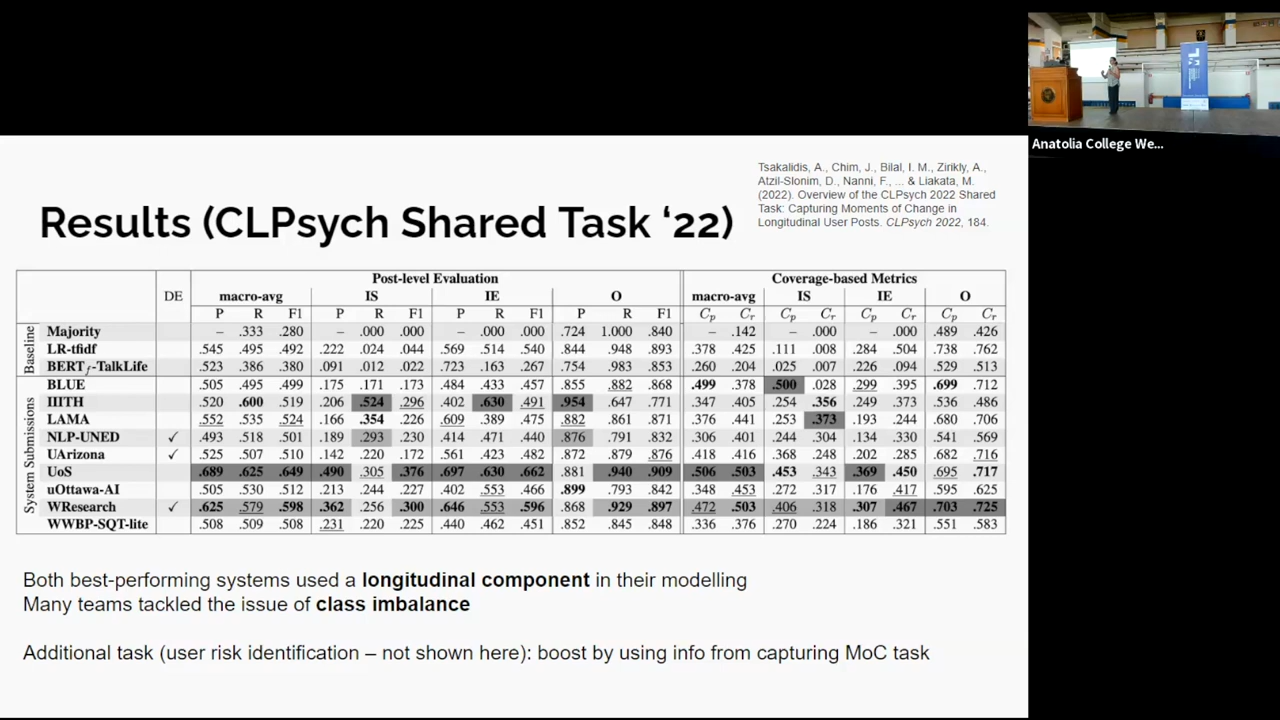 Anatolia College We...
Tsakalidis, A., Chim, J., Bilal, I. M., Zirikly, A.,
Atzil-Slonim, D., Nanni, F., ... & Liakata, M.
(2022). Overview of the CLPsych 2022 Shared
Task: Capturing Moments of Change in
Longitudinal User Posts. CLPsych 2022, 184.
Results (CLPsych Shared Task ‘22)
Post-level Evaluation Coverage-based Metrics
DE macro-avg IS IE O macro-avg IS IE O
P R F1 P R F1 P R F1 P R F1 Cp Cr Cp Cr Cp Cr Cp Cr
Baseline
Majority – .333 .280 – .000 .000 – .000 .000 .724 1.000 .840 – .142 – .000 – .000 .489 .426
LR-tfidf .545 .495 .492 .222 .024 .044 .569 .514 .540 .844 .948 .893 .378 .425 .111 .008 .284 .504 .738 .762
BERTf-TalkLife .523 .386 .380 .091 .012 .022 .723 .163 .267 .754 .983 .853 .260 .204 .025 .007 .226 .094 .529 .513
System Submissions
BLUE .505 .495 .499 .175 .171 .173 .484 .433 .457 .855 .882 .868 .499 .378 .500 .028 .299 .395 .699 .712
IIITH .520 .600 .519 .206 .524 .296 .402 .630 .491 .954 .647 .771 .347 .405 .254 .356 .249 .373 .536 .486
LAMA .552 .535 .524 .166 .354 .226 .609 .389 .475 .882 .861 .871 .376 .441 .253 .373 .193 .244 .680 .706
NLP-UNED ✓ .493 .518 .501 .189 .293 .230 .414 .471 .440 .876 .791 .832 .306 .401 .244 .304 .134 .330 .541 .569
UArizona ✓ .525 .507 .510 .142 .220 .172 .561 .423 .482 .872 .879 .876 .418 .416 .368 .248 .202 .285 .682 .716
UoS .689 .625 .649 .490 .305 .376 .697 .630 .662 .881 .940 .909 .506 .503 .453 .343 .369 .450 .695 .717
uOttawa-AI .505 .530 .512 .213 .244 .227 .402 .553 .466 .899 .793 .842 .348 .453 .272 .317 .176 .417 .595 .625
WResearch ✓ .625 .579 .598 .362 .256 .300 .646 .553 .596 .868 .929 .897 .472 .503 .406 .318 .307 .467 .703 .725
WWBP-SQT-lite .508 .509 .508 .231 .220 .225 .440 .462 .451 .852 .845 .848 .336 .376 .270 .224 .186 .321 .551 .583
Both best-performing systems used a longitudinal component in their modelling
Many teams tackled the issue of class imbalance
Additional task (user risk identification – not shown here): boost by using info from capturing MoC task